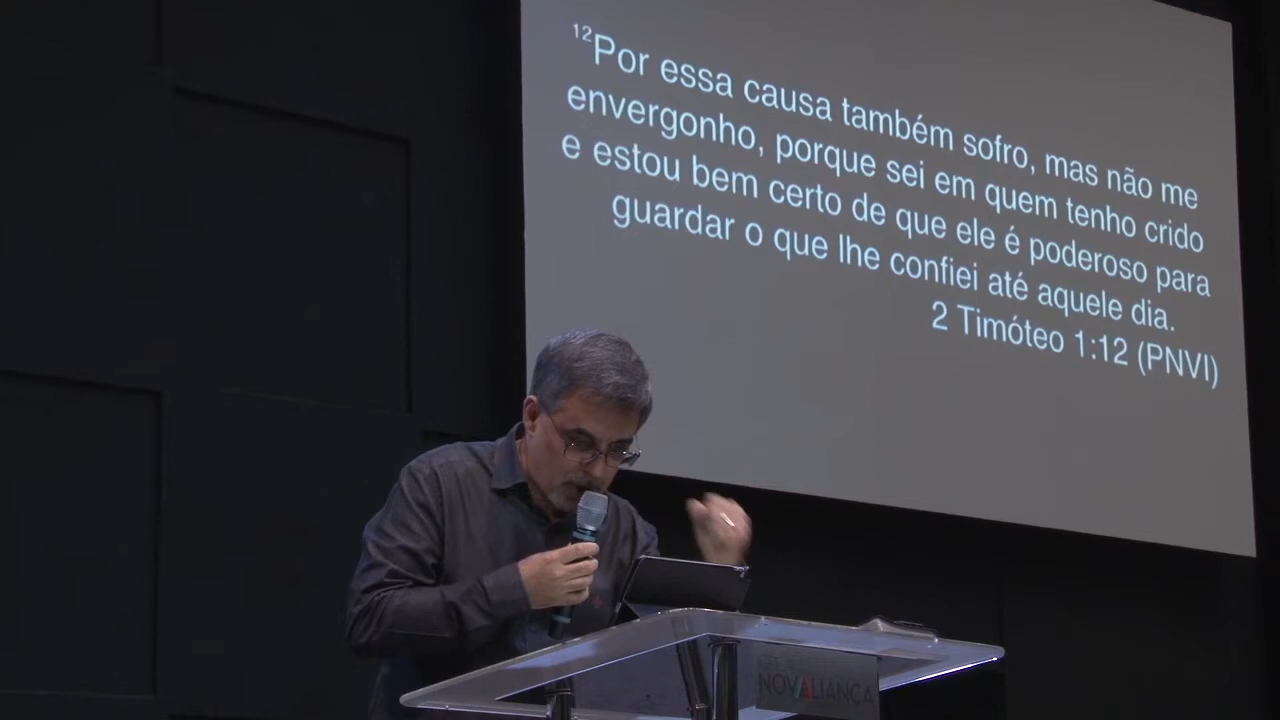 ¹²Por essa causa também sofro, mas não me
envergonho, porque sei em quem tenho crido
e estou bem certo de que ele é poderoso para
guardar o que lhe confiei até aquele dia.
2 Timóteo 1:12 (PNVI)
NOVALIANÇA